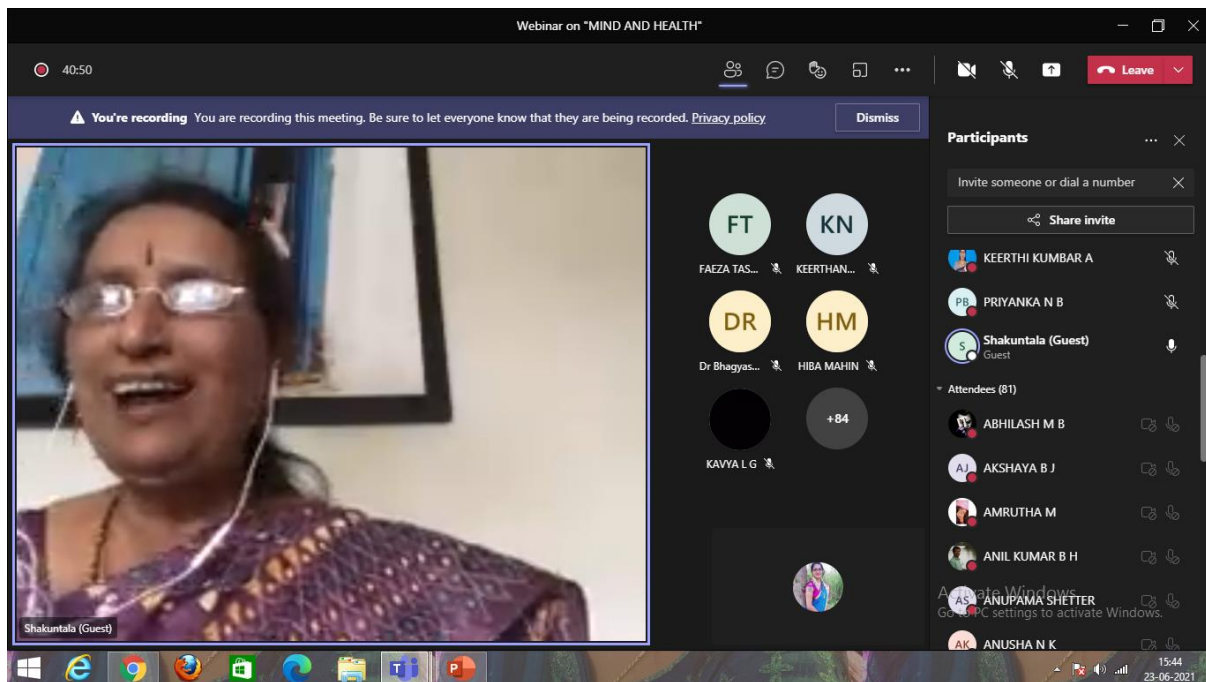 Webinar on "MIND AND HEALTH"
40:50
Leave
You're recording You are recording this meeting. Be sure to let everyone know that they are being recorded. Privacy policy
Dismiss
Shakuntala (Guest)
FT
KN
FAEZA TAS...
KEERTHAN...
DR
HM
Dr Bhagyas...
HIBA MAHIN
+84
KAVYA L G
Participants
Invite someone or dial a number
Share invite
KEERTHI KUMBAR A
PB
PRIYANKA N B
S
Shakuntala (Guest)
Guest
Attendees (81)
ABHILASH M B
AJ
AKSHAYA B J
AMRUTHA M
ANIL KUMAR B H
Activate Windows
AS
ANUPAMA SHETTER
Go to PC settings to activate Windows.
AK
ANUSHA N K
15:44
23-06-2021